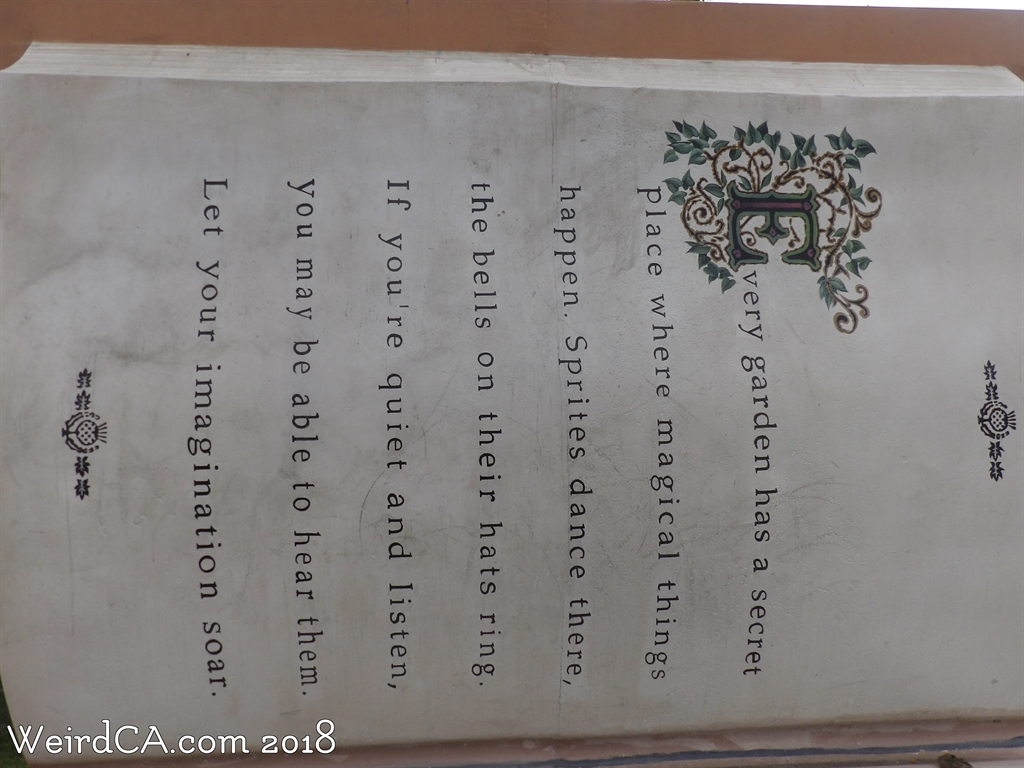 Every garden has a secret
place where magical things
happen. Sprites dance there,
the bells on their hats ring.
If you're quiet and listen,
you may be able to hear them.
Let your imagination soar.
WeirdCA.com 2018